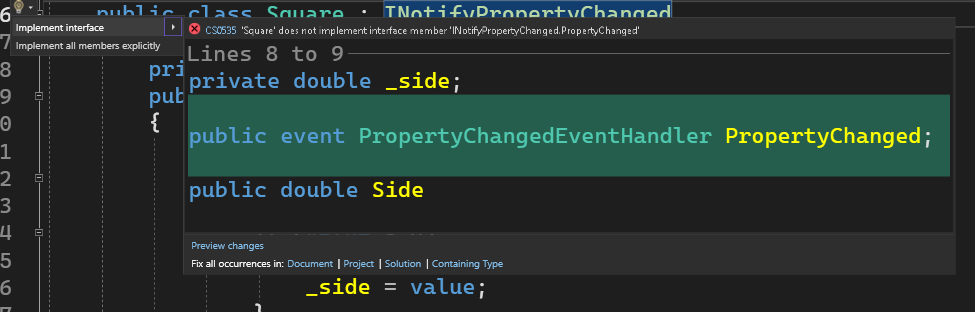 6 public class Square : INotifyPropertyChanged
Implement interface
Implement all members explicitly
CS0535 'Square' does not implement interface member 'INotifyPropertyChanged.PropertyChanged'
7
Lines 8 to 9
8 pri
private double _side;
9 pub
0 {
public event PropertyChangedEventHandler PropertyChanged;
1
2
public double Side
3
4
Preview changes
5
Fix all occurrences in: Document | Project | Solution | Containing Type
6 _side = value;
7 }